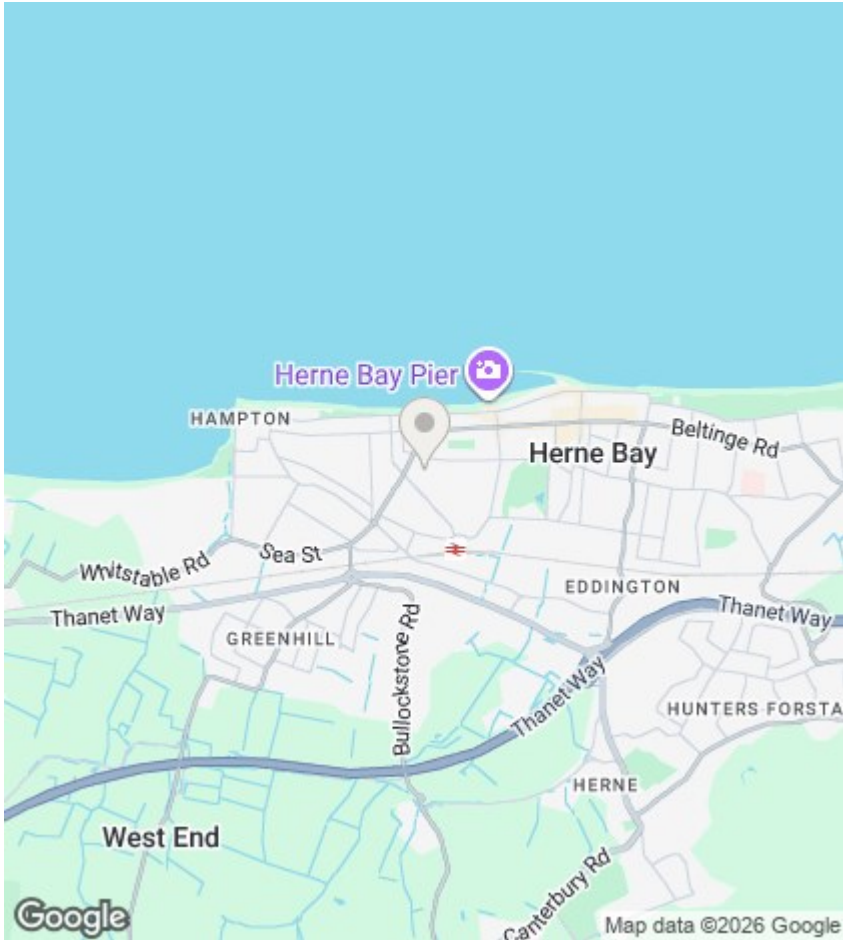 Herne Bay Pier
HAMPTON
Beltinge Rd
Herne Bay
Sea St
Whitstable Rd
EDDINGTON
Thanet Way
Thanet Way
GREENHILL
Bullockstone Rd
Thanet Way
HUNTERS FORSTA
HERNE
West End
Canterbury Rd
Google
Map data ©2026 Google